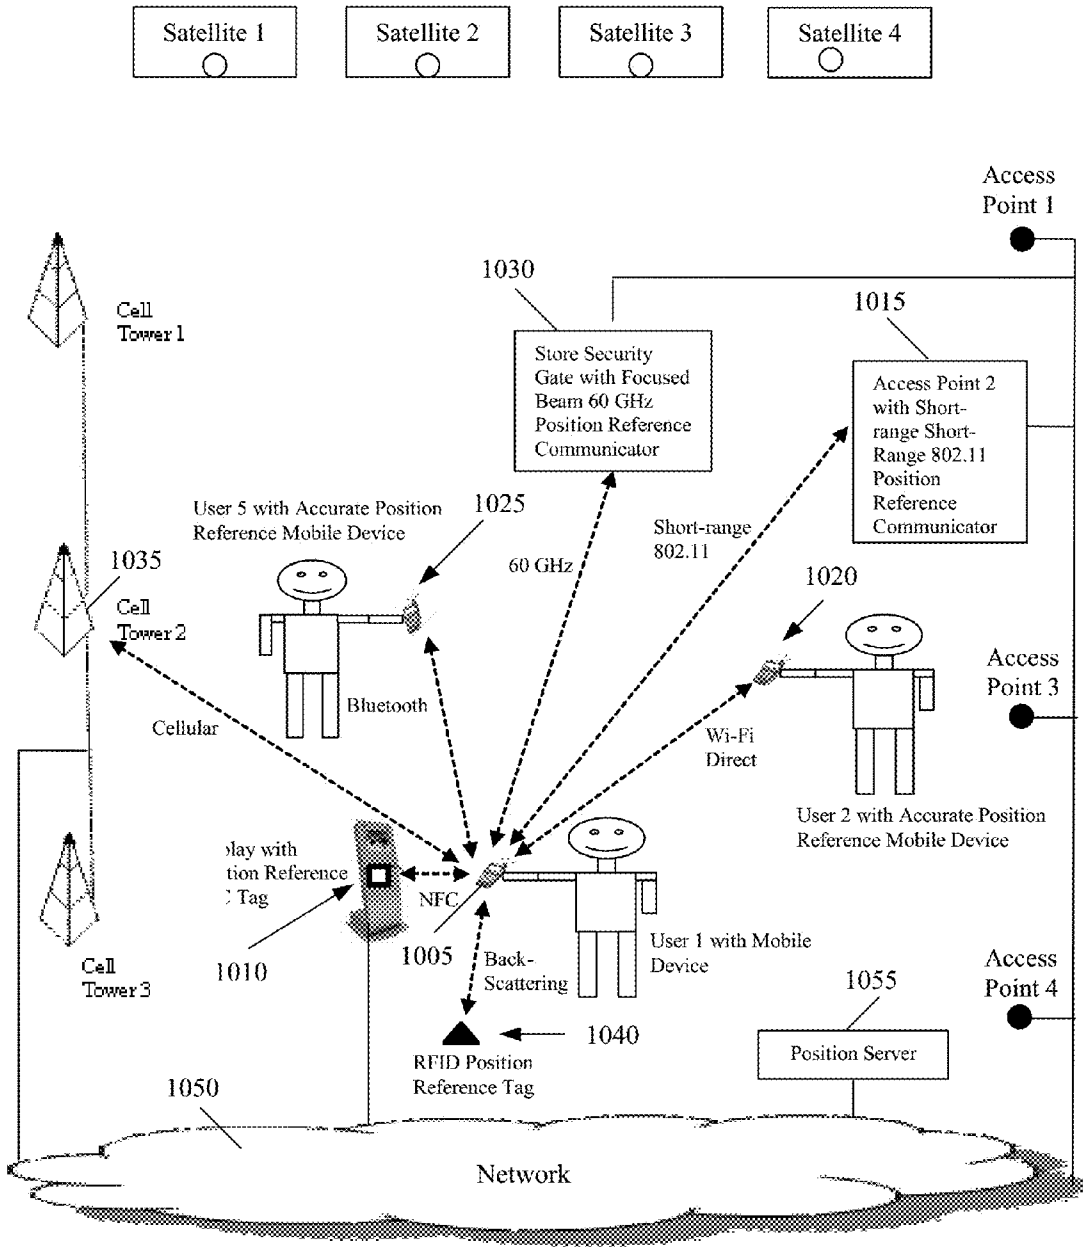 Satellite 1
Satellite 2
Satellite 3
Satellite 4
Access
Point 1
1030
1015
Cell
Tower 1
Store Security
Gate with Focused
Beam 60 GHz
Position Reference
Communicator
Access Point 2
with Short-
range Short-
Range 802.11
Position
Reference
Communicator
User 5 with Accurate Position
Reference Mobile Device
1025
Short-range
802.11
1035
60 GHz
1020
Cell
Tower 2
Access
Point 3
Bluetooth
Cellular
Wi-Fi
Direct
User 2 with Accurate Position
Reference Mobile Device
play with
tion Reference
Tag
NFC
1010
1005
User 1 with Mobile
Device
Back-
Scattering
Cell
Tower 3
Access
Point 4
1055
1040
Position Server
RFID Position
Reference Tag
1050
Network